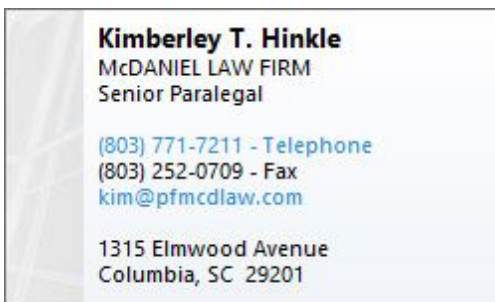 Kimberley T. Hinkle
McDANIEL LAW FIRM
Senior Paralegal
(803) 771-7211 - Telephone
(803) 252-0709 - Fax
kim@pfmcdlaw.com
1315 Elmwood Avenue
Columbia, SC  29201